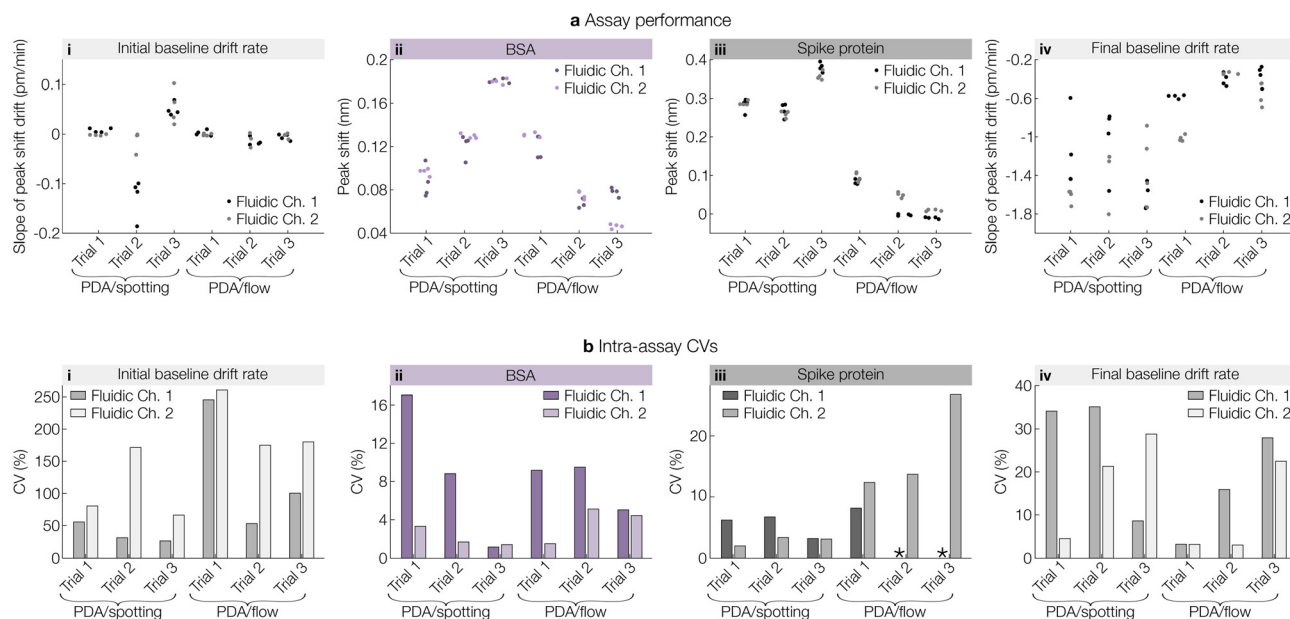 a Assay performance
i Initial baseline drift rate
Slope of peak shift drift (pm/min)
0.1
0
-0.1
-0.2
Fluidic Ch. 1
Fluidic Ch. 2
Trial 1 Trial 2 Trial 3 Trial 1 Trial 2 Trial 3
PDA/spotting PDA/flow
ii BSA
Peak shift (nm)
0.2
0.16
0.12
0.08
0.04
Fluidic Ch. 1
Fluidic Ch. 2
Trial 1 Trial 2 Trial 3 Trial 1 Trial 2 Trial 3
PDA/spotting PDA/flow
iii Spike protein
Peak shift (nm)
0.4
0.3
0.2
0.1
0
Fluidic Ch. 1
Fluidic Ch. 2
Trial 1 Trial 2 Trial 3 Trial 1 Trial 2 Trial 3
PDA/spotting PDA/flow
iv Final baseline drift rate
Slope of peak shift drift (pm/min)
-0.2
-0.6
-1
-1.4
-1.8
Fluidic Ch. 1
Fluidic Ch. 2
Trial 1 Trial 2 Trial 3 Trial 1 Trial 2 Trial 3
PDA/spotting PDA/flow
b Intra-assay CVs
i Initial baseline drift rate
CV (%)
250
200
150
100
50
0
Fluidic Ch. 1
Fluidic Ch. 2
Trial 1 Trial 2 Trial 3 Trial 1 Trial 2 Trial 3
PDA/spotting PDA/flow
ii BSA
CV (%)
16
12
8
4
0
Fluidic Ch. 1
Fluidic Ch. 2
Trial 1 Trial 2 Trial 3 Trial 1 Trial 2 Trial 3
PDA/spotting PDA/flow
iii Spike protein
CV (%)
20
10
0
Fluidic Ch. 1
Fluidic Ch. 2
* *
Trial 1 Trial 2 Trial 3 Trial 1 Trial 2 Trial 3
PDA/spotting PDA/flow
iv Final baseline drift rate
CV (%)
40
30
20
10
0
Fluidic Ch. 1
Fluidic Ch. 2
Trial 1 Trial 2 Trial 3 Trial 1 Trial 2 Trial 3
PDA/spotting PDA/flow